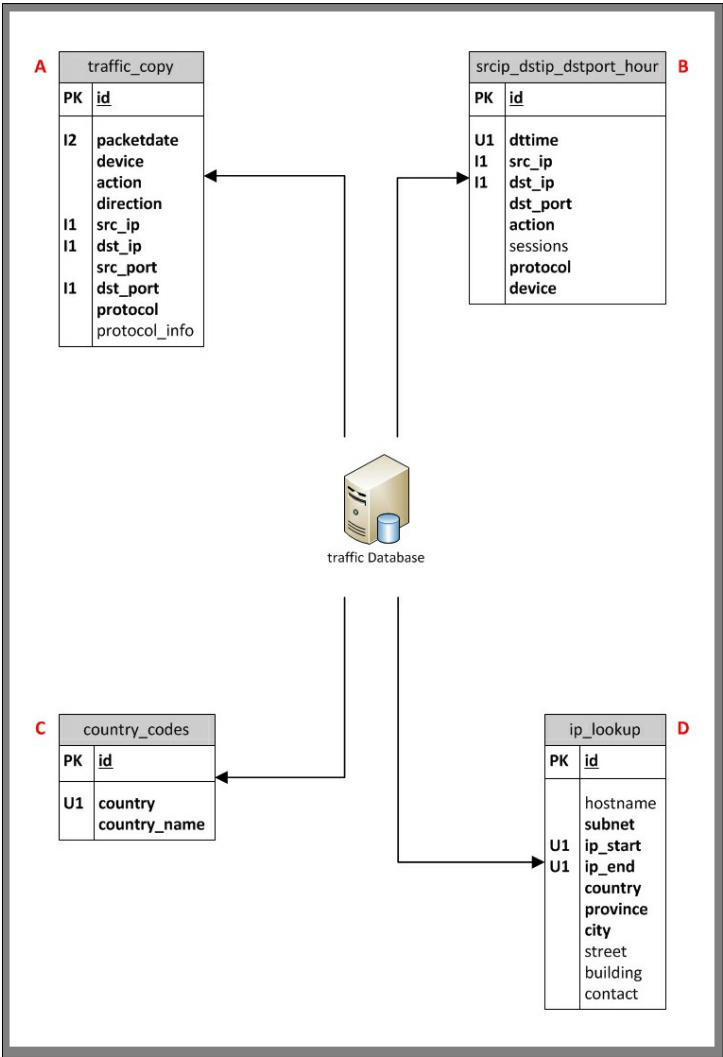 A
traffic_copy
PK id
I2 packetdate
device
action
direction
I1 src_ip
I1 dst_ip
src_port
I1 dst_port
protocol
protocol_info
srcip_dstip_dstport_hour
B
PK id
U1 dttime
I1 src_ip
I1 dst_ip
dst_port
action
sessions
protocol
device
traffic Database
C
country_codes
PK id
U1 country
country_name
ip_lookup
D
PK id
hostname
subnet
U1 ip_start
U1 ip_end
country
province
city
street
building
contact